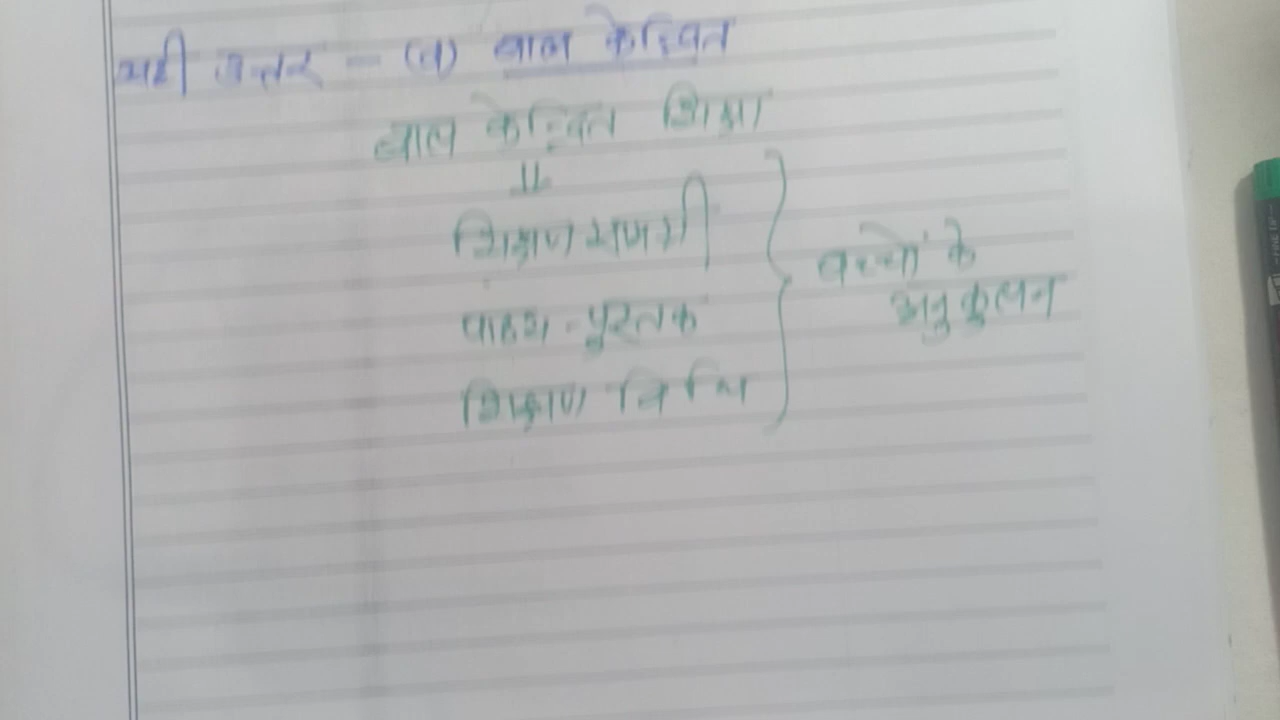 सही उत्तर - (ब) बाल केन्द्रित
बाल केन्द्रित शिक्षा
शिक्षण सामग्री
पाठ्य-पुस्तक
शिक्षण विधि
बच्चों के
अनुकुलन